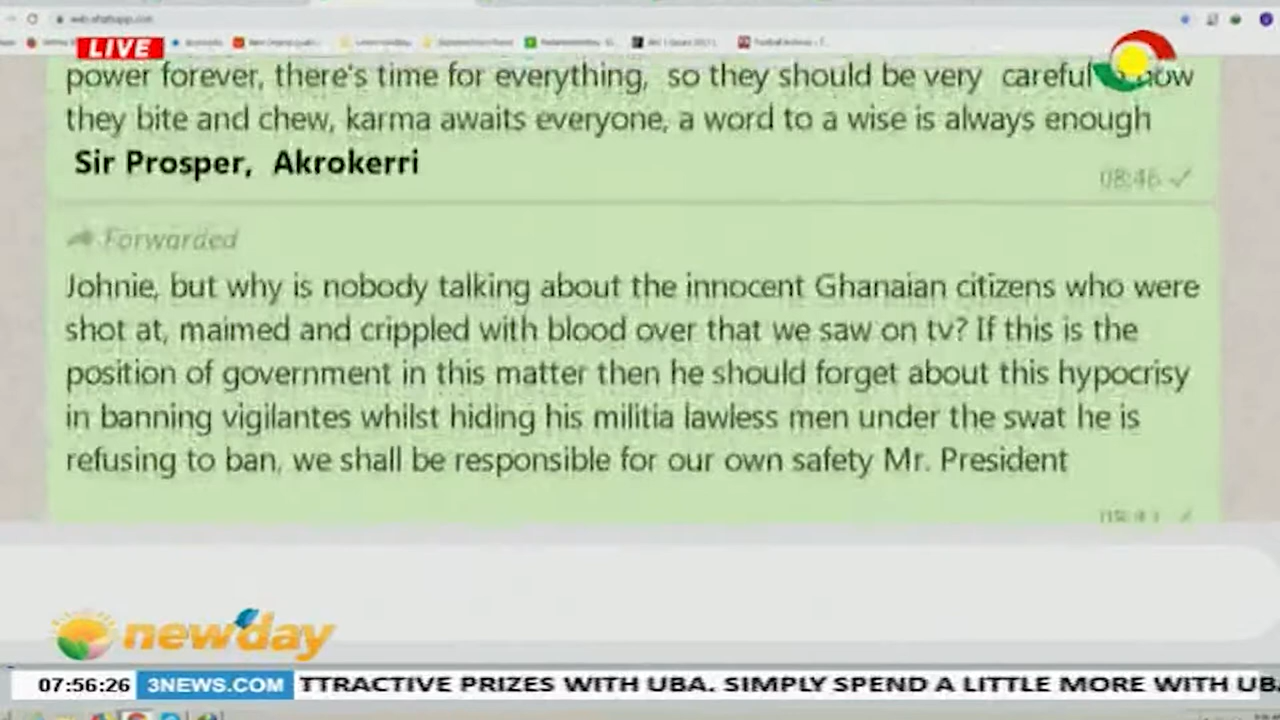 LIVE
power forever, there's time for everything, so they should be very careful how
they bite and chew, karma awaits everyone, a word to a wise is always enough
Sir Prosper, Akrokerri
08:46
Forwarded
Johnie, but why is nobody talking about the innocent Ghanaian citizens who were
shot at, maimed and crippled with blood over that we saw on tv? If this is the
position of government in this matter then he should forget about this hypocrisy
in banning vigilantes whilst hiding his militia lawless men under the swat he is
refusing to ban, we shall be responsible for our own safety Mr. President
newday
07:56:26 3NEWS.COM TTRACTIVE PRIZES WITH UBA. SIMPLY SPEND A LITTLE MORE WITH UBA